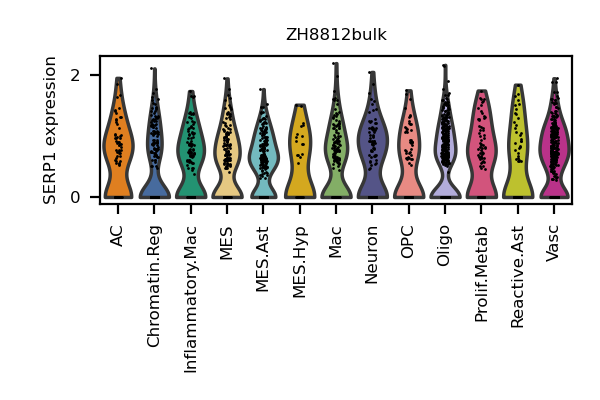 ZH8812bulk
SERP1 expression
2
0
AC
Chromatin.Reg
Inflammatory.Mac
MES
MES.Ast
MES.Hyp
Mac
Neuron
OPC
Oligo
Prolif.Metab
Reactive.Ast
Vasc